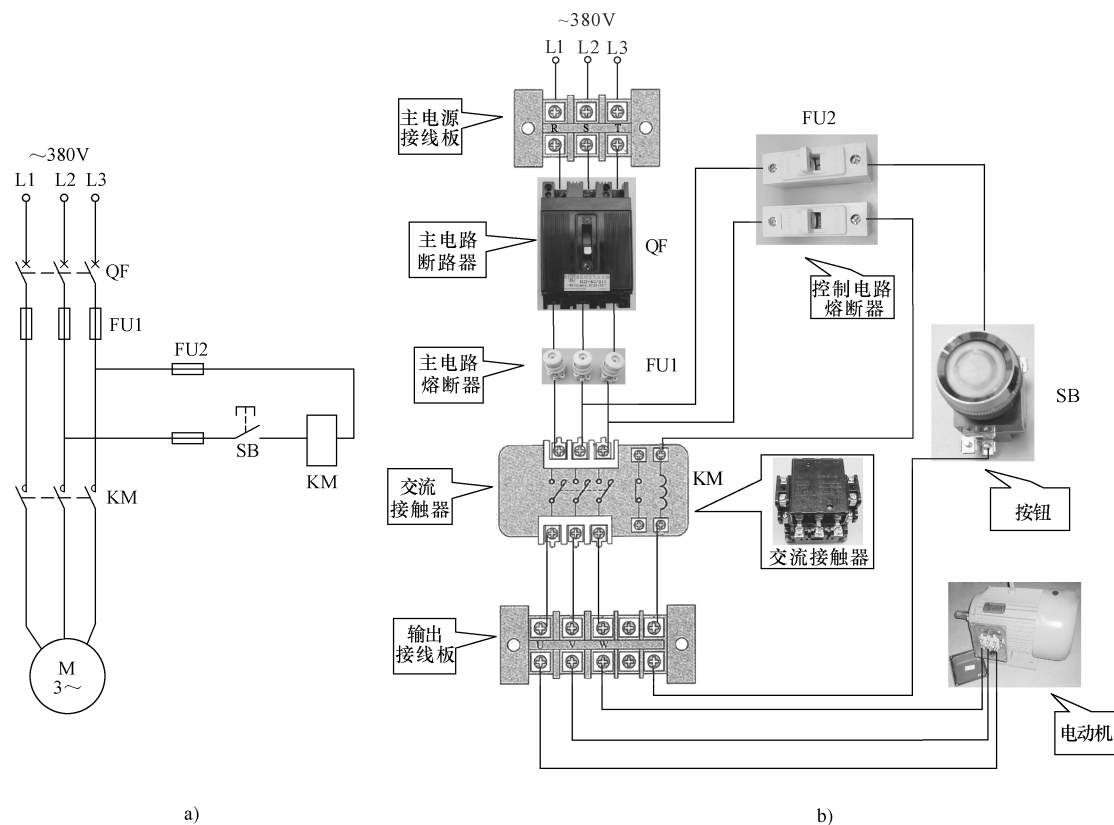 ~380V
L1 L2 L3
QF
FU1
FU2
SB
KM
KM
M
3~
a)
~380V
L1 L2 L3
主电源
接线板
R S T
FU2
主电路
断路器
QF
控制电路
熔断器
主电路
熔断器
FU1
SB
交流
接触器
KM
按钮
交流接触器
输出
接线板
U V W
电动机
b)